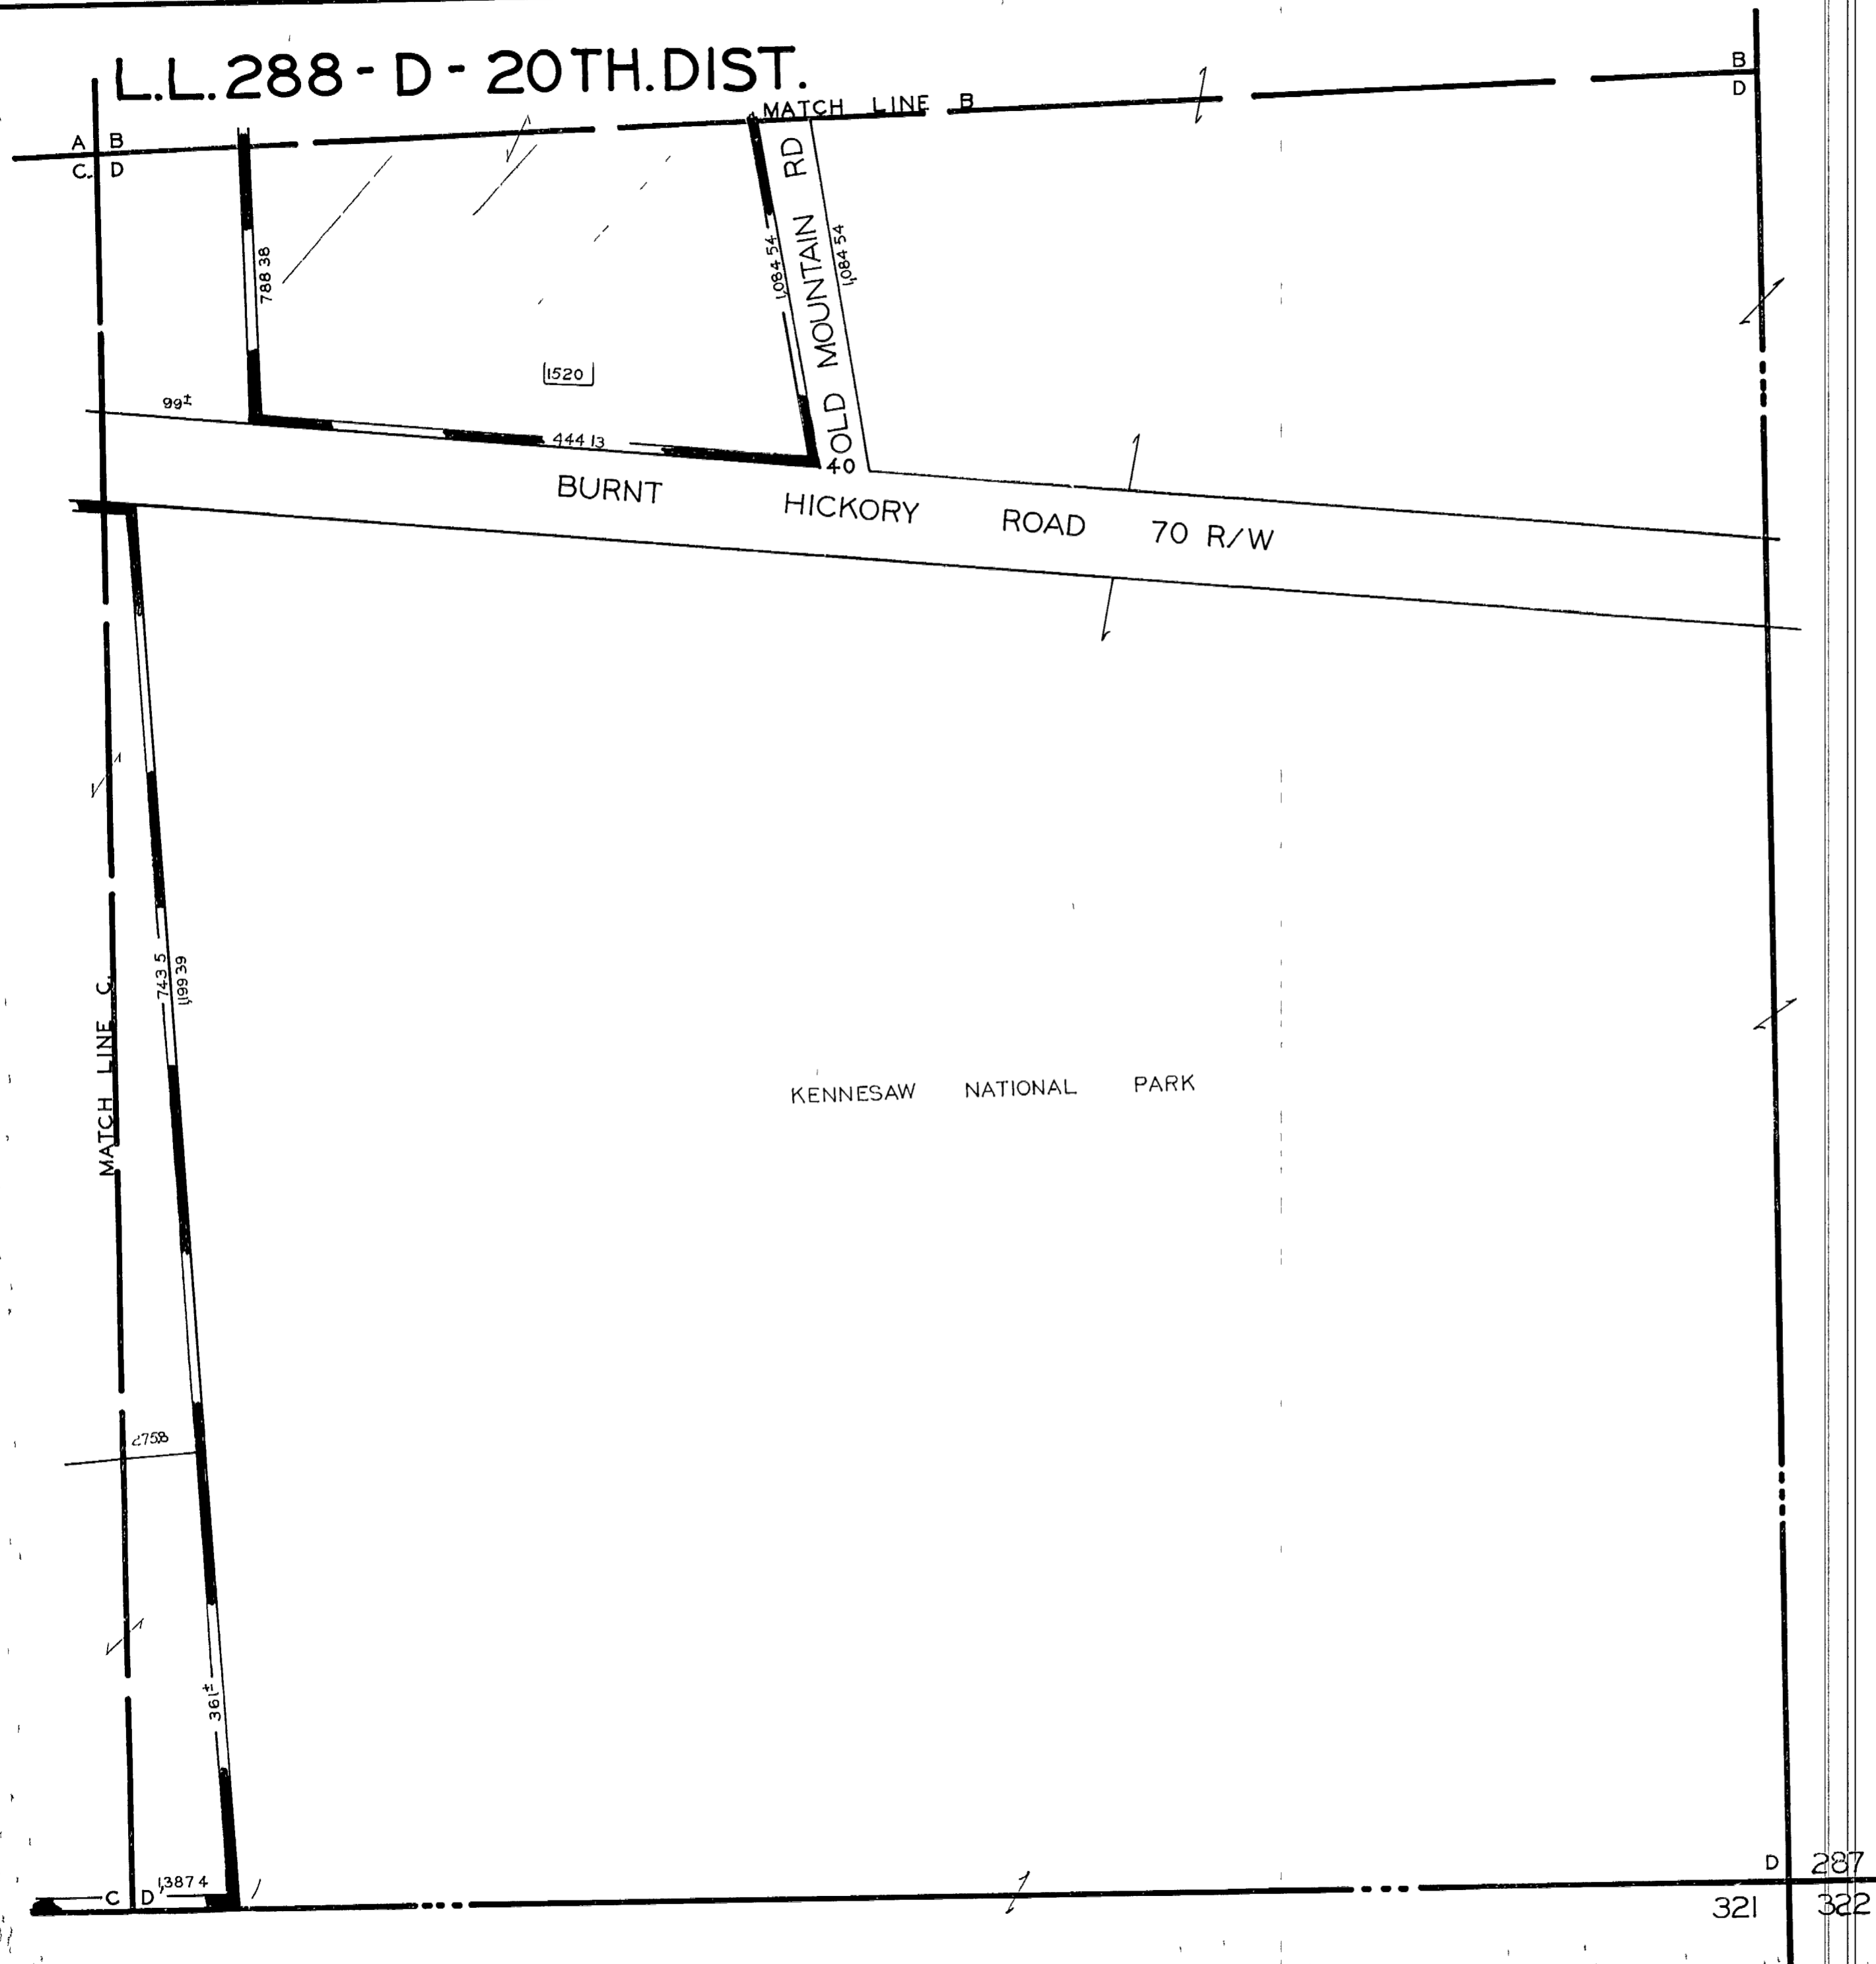 L.L. 288 - D - 20TH. DIST.
B
D
MATCH LINE B
A B
C. D
788 38
1,084 54
OLD MOUNTAIN RD
1,084 54
1520
99±
444 13
40
BURNT HICKORY ROAD 70 R/W
743 5
1,199 39
MATCH LINE C.
KENNESAW NATIONAL PARK
275.8
361±
C D
1,387 4
D 287
321 322